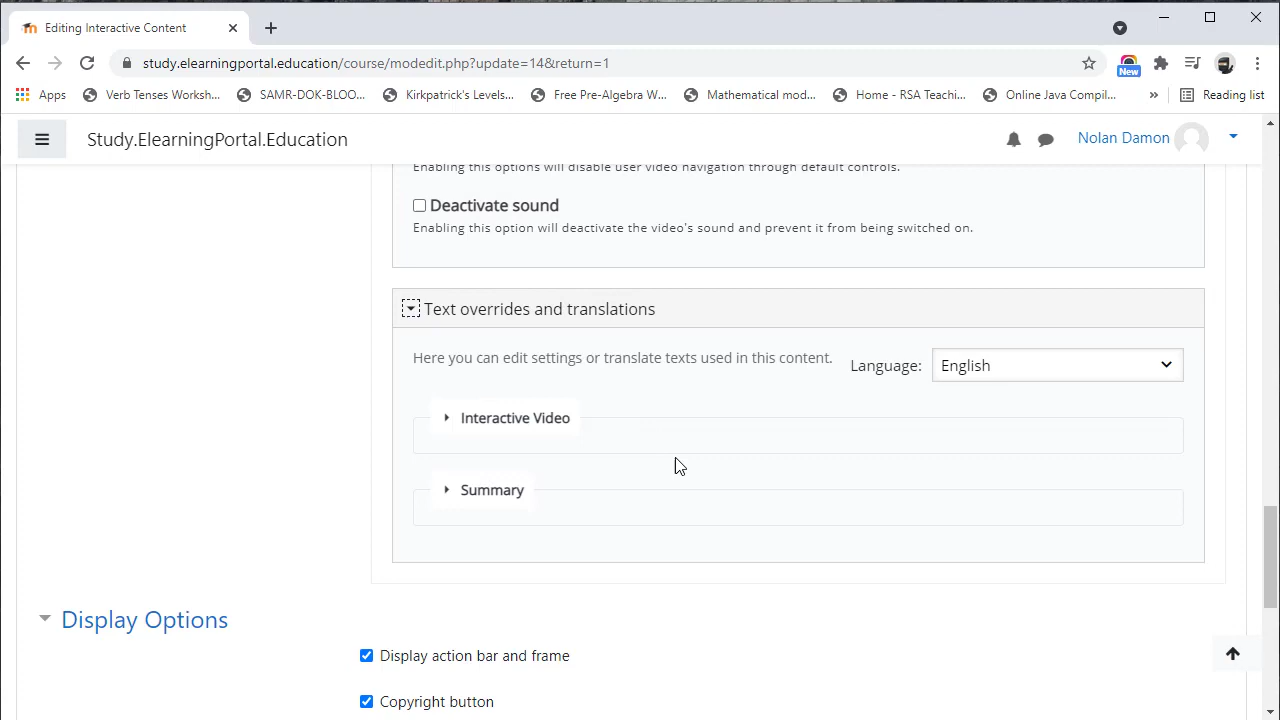 Editing Interactive Content
study.elearningportal.education/course/modedit.php?update=14&return=1
New
Apps
Verb Tenses Worksh...
SAMR-DOK-BLOO...
Kirkpatrick's Levels...
Free Pre-Algebra W...
Mathematical mod...
Home - RSA Teachi...
Online Java Compil...
»
Reading list
Study.ElearningPortal.Education
Nolan Damon
Enabling this options will disable user video navigation through default controls.
Deactivate sound
Enabling this option will deactivate the video's sound and prevent it from being switched on.
Text overrides and translations
Here you can edit settings or translate texts used in this content.
Language:
English
Interactive Video
Summary
Display Options
Display action bar and frame
Copyright button